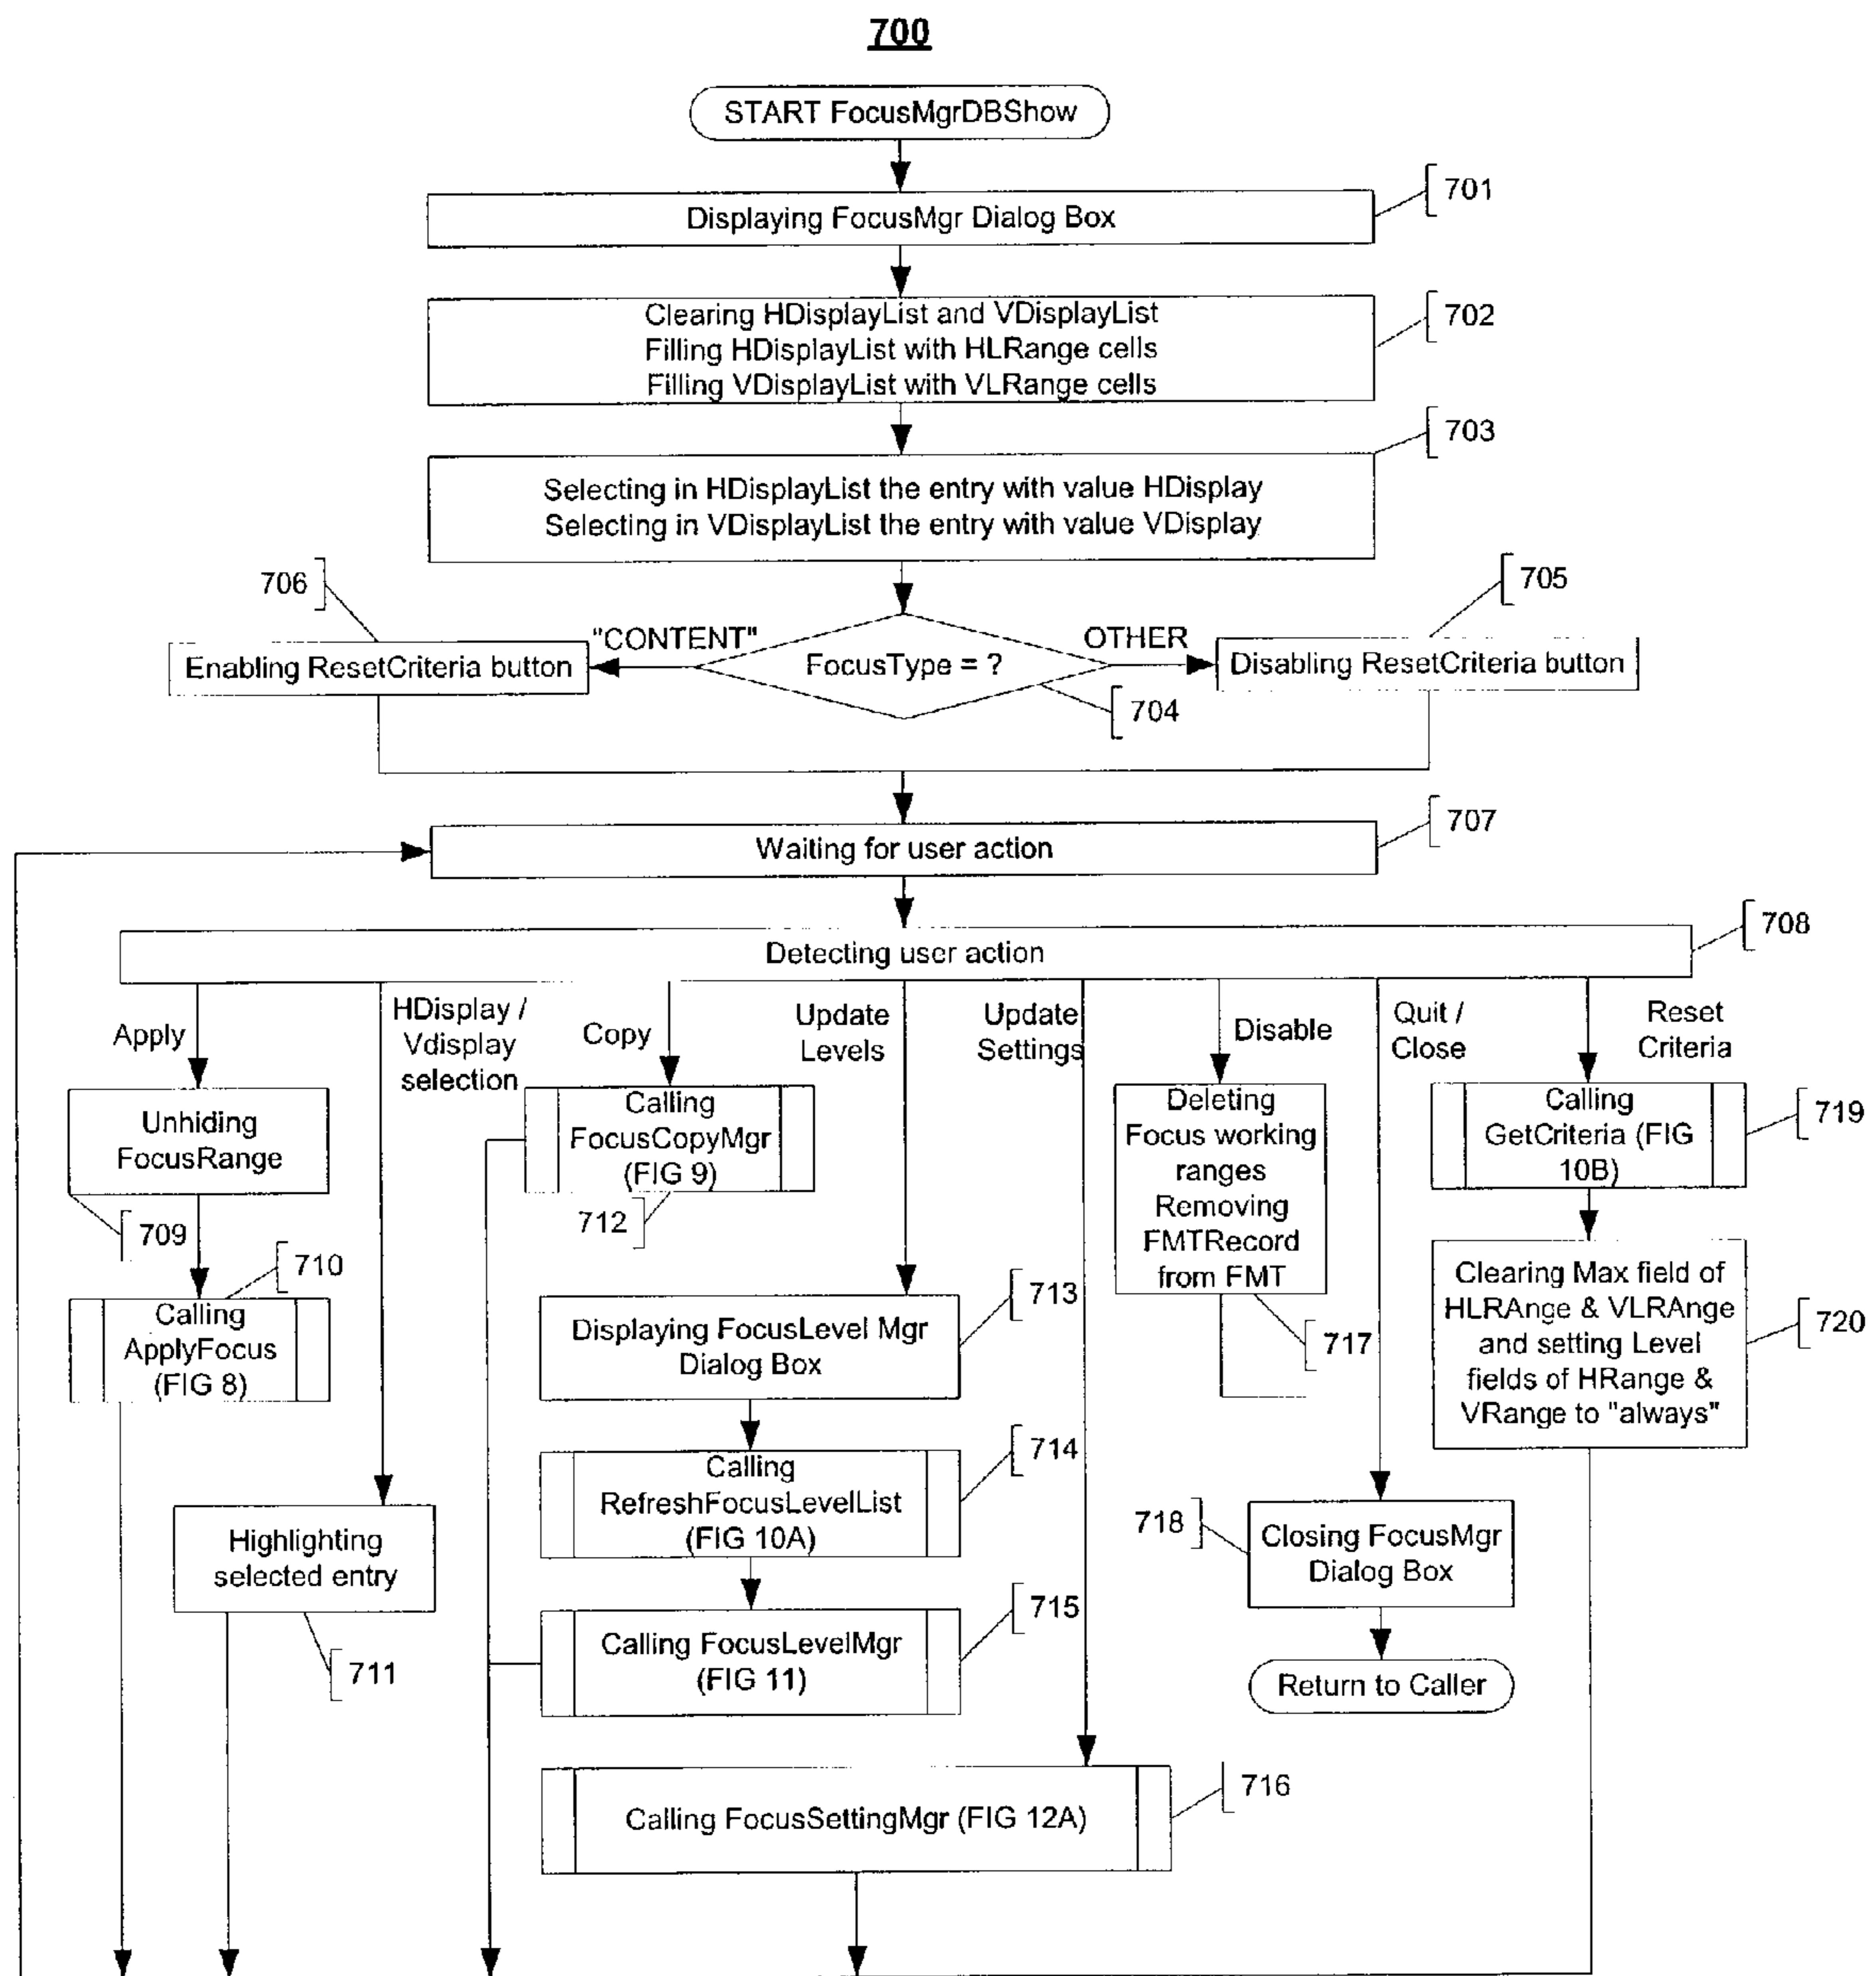 700
START FocusMgrDBShow
701
Displaying FocusMgr Dialog Box
702
Clearing HDisplayList and VDisplayList
Filling HDisplayList with HLRange cells
Filling VDisplayList with VLRange cells
703
Selecting in HDisplayList the entry with value HDisplay
Selecting in VDisplayList the entry with value VDisplay
706
705
"CONTENT"
OTHER
Enabling ResetCriteria button
FocusType = ?
Disabling ResetCriteria button
704
707
Waiting for user action
708
Detecting user action
Apply
HDisplay /
Vdisplay
selection
Copy
Update
Levels
Update
Settings
Disable
Quit /
Close
Reset
Criteria
Unhiding
FocusRange
709
710
Calling
ApplyFocus
(FIG 8)
Highlighting
selected entry
711
Calling
FocusCopyMgr
(FIG 9)
712
713
Displaying FocusLevel Mgr
Dialog Box
714
Calling
RefreshFocusLevelList
(FIG 10A)
715
Calling FocusLevelMgr
(FIG 11)
716
Calling FocusSettingMgr (FIG 12A)
Deleting
Focus working
ranges
Removing
FMTRecord
from FMT
717
718
Closing FocusMgr
Dialog Box
Return to Caller
719
Calling
GetCriteria (FIG
10B)
720
Clearing Max field of
HLRAnge & VLRAnge
and setting Level
fields of HRange &
VRange to "always"